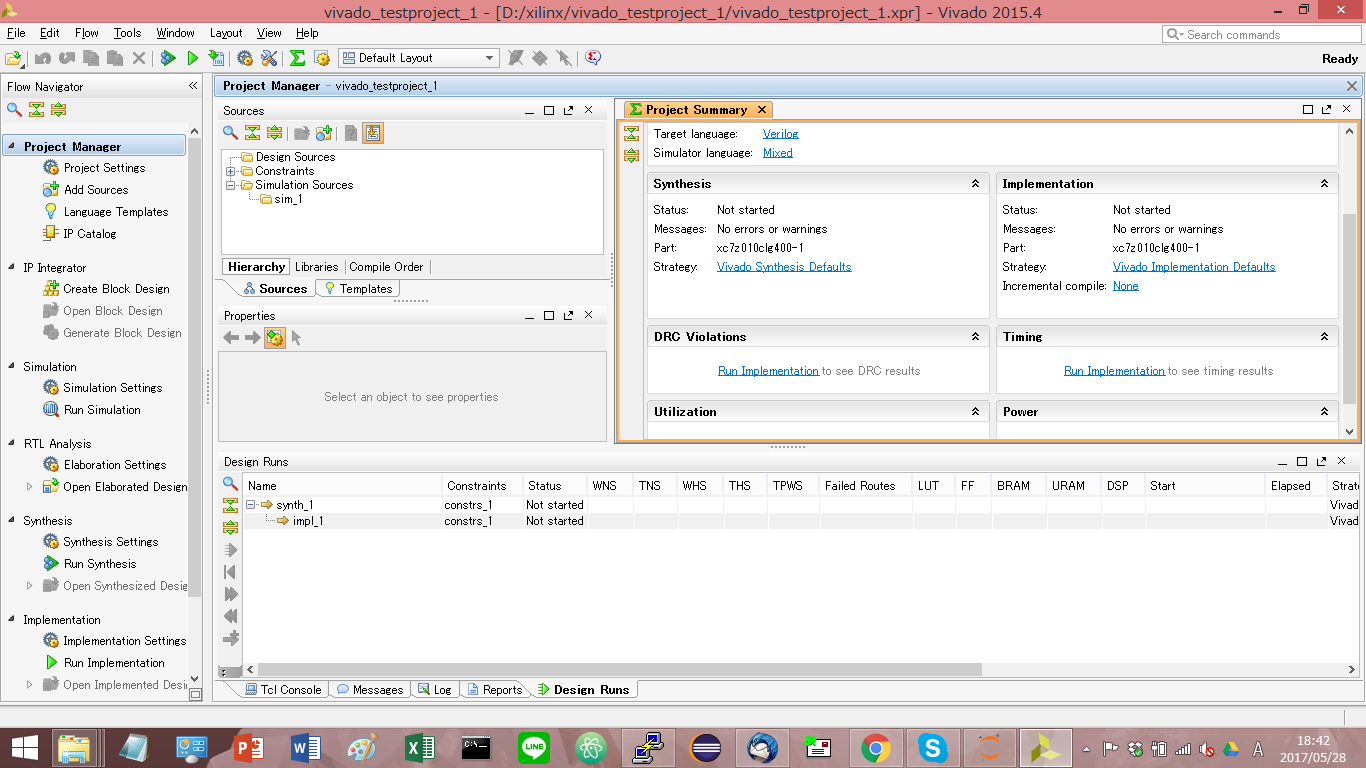 vivado_testproject_1 - [D:/xilinx/vivado_testproject_1/vivado_testproject_1.xpr] - Vivado 2015.4
File Edit Flow Tools Window Layout View Help
Search commands
Default Layout
Ready
Flow Navigator
Project Manager
Project Settings
Add Sources
Language Templates
IP Catalog
IP Integrator
Create Block Design
Open Block Design
Generate Block Design
Simulation
Simulation Settings
Run Simulation
RTL Analysis
Elaboration Settings
Open Elaborated Design
Synthesis
Synthesis Settings
Run Synthesis
Open Synthesized Desig
Implementation
Implementation Settings
Run Implementation
Open Implemented Desi
Project Manager - vivado_testproject_1
Sources
Design Sources
Constraints
Simulation Sources
sim_1
Hierarchy Libraries Compile Order
Sources Templates
Properties
Select an object to see properties
Project Summary
Target language: Verilog
Simulator language: Mixed
Synthesis
Status: Not started
Messages: No errors or warnings
Part: xc7z010clg400-1
Strategy: Vivado Synthesis Defaults
Implementation
Status: Not started
Messages: No errors or warnings
Part: xc7z010clg400-1
Strategy: Vivado Implementation Defaults
Incremental compile: None
DRC Violations
Run Implementation to see DRC results
Timing
Run Implementation to see timing results
Utilization
Power
Design Runs
Name Constraints Status WNS TNS WHS THS TPWS Failed Routes LUT FF BRAM URAM DSP Start Elapsed Strate
synth_1 constrs_1 Not started Vivad
impl_1 constrs_1 Not started Vivad
Tcl Console Messages Log Reports Design Runs
LINE
A
18:42
2017/05/28